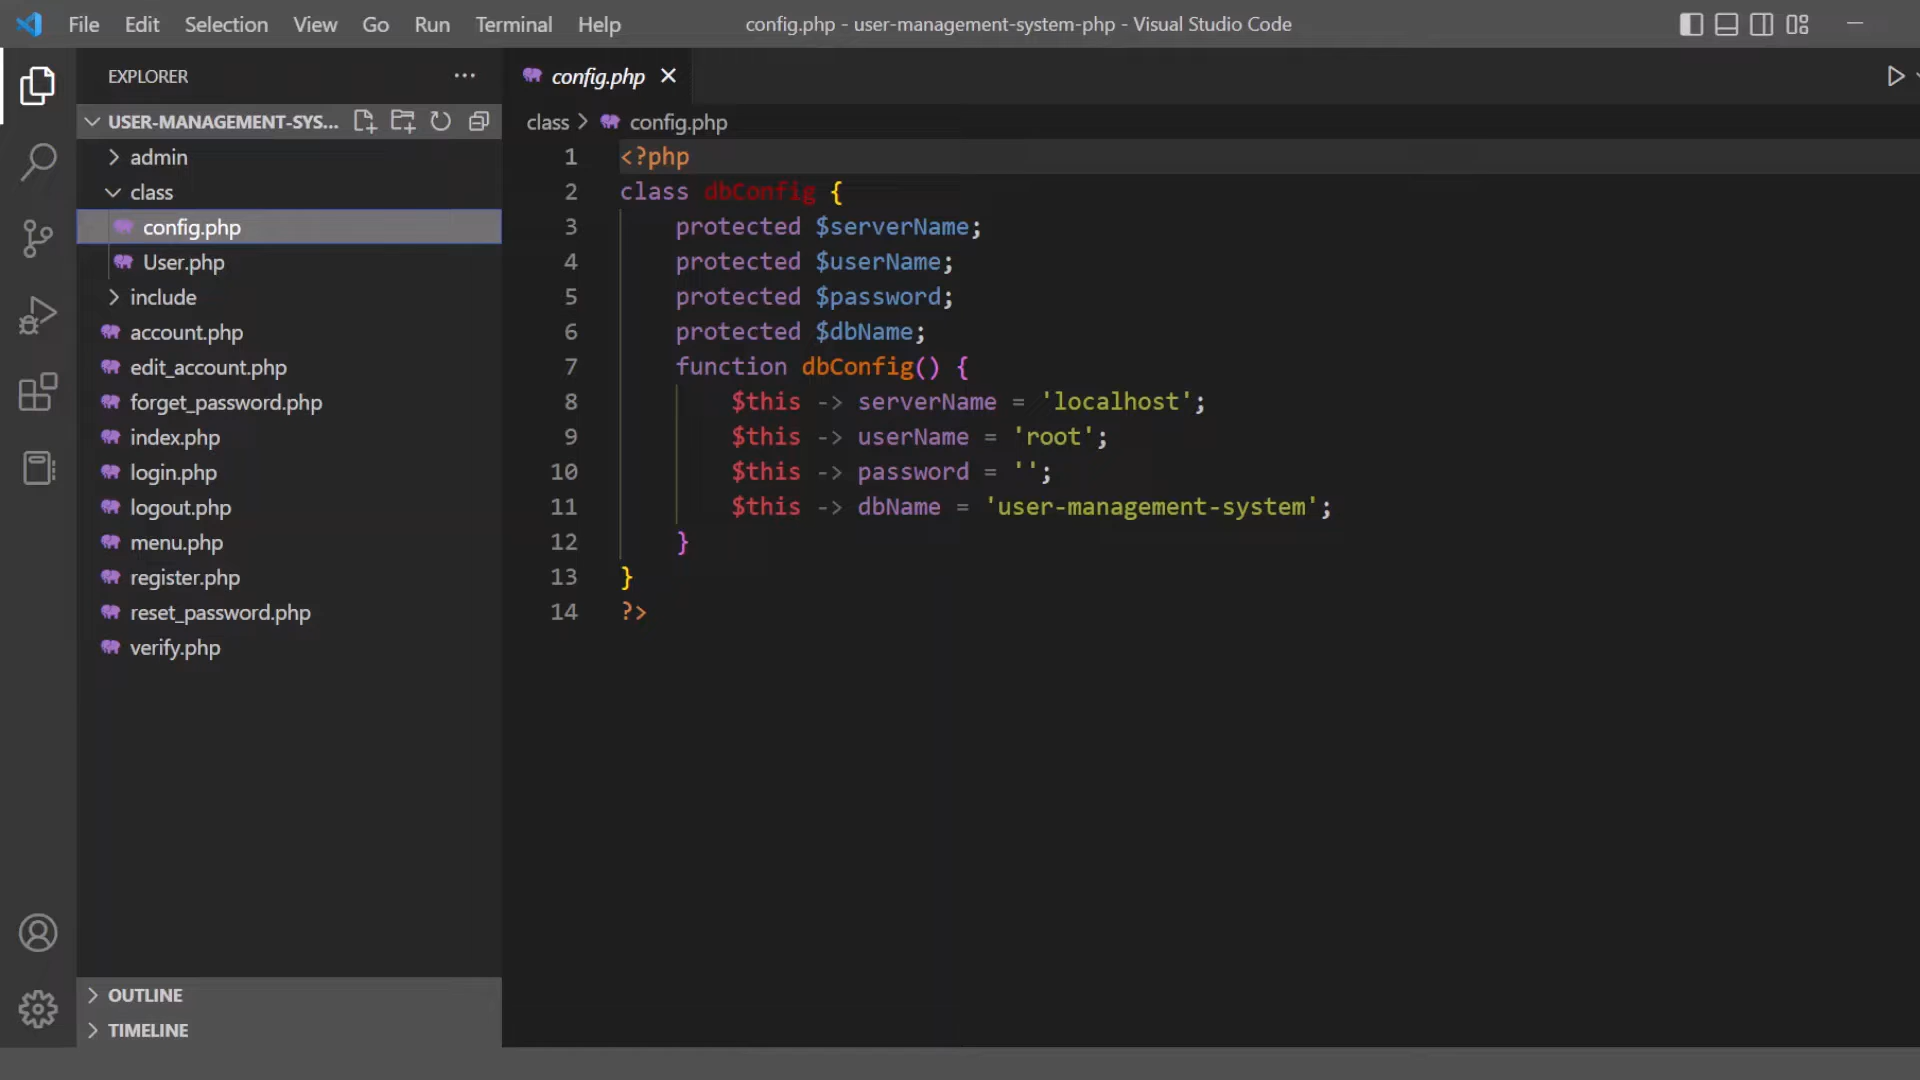 File Edit Selection View Go Run Terminal Help
config.php - user-management-system-php - Visual Studio Code
EXPLORER
USER-MANAGEMENT-SYS...
admin
class
config.php
User.php
include
account.php
edit_account.php
forget_password.php
index.php
login.php
logout.php
menu.php
register.php
reset_password.php
verify.php
OUTLINE
TIMELINE
config.php
class > config.php
1 <?php
2 class dbConfig {
3 protected $serverName;
4 protected $userName;
5 protected $password;
6 protected $dbName;
7 function dbConfig() {
8 $this -> serverName = 'localhost';
9 $this -> userName = 'root';
10 $this -> password = '';
11 $this -> dbName = 'user-management-system';
12 }
13 }
14 ?>